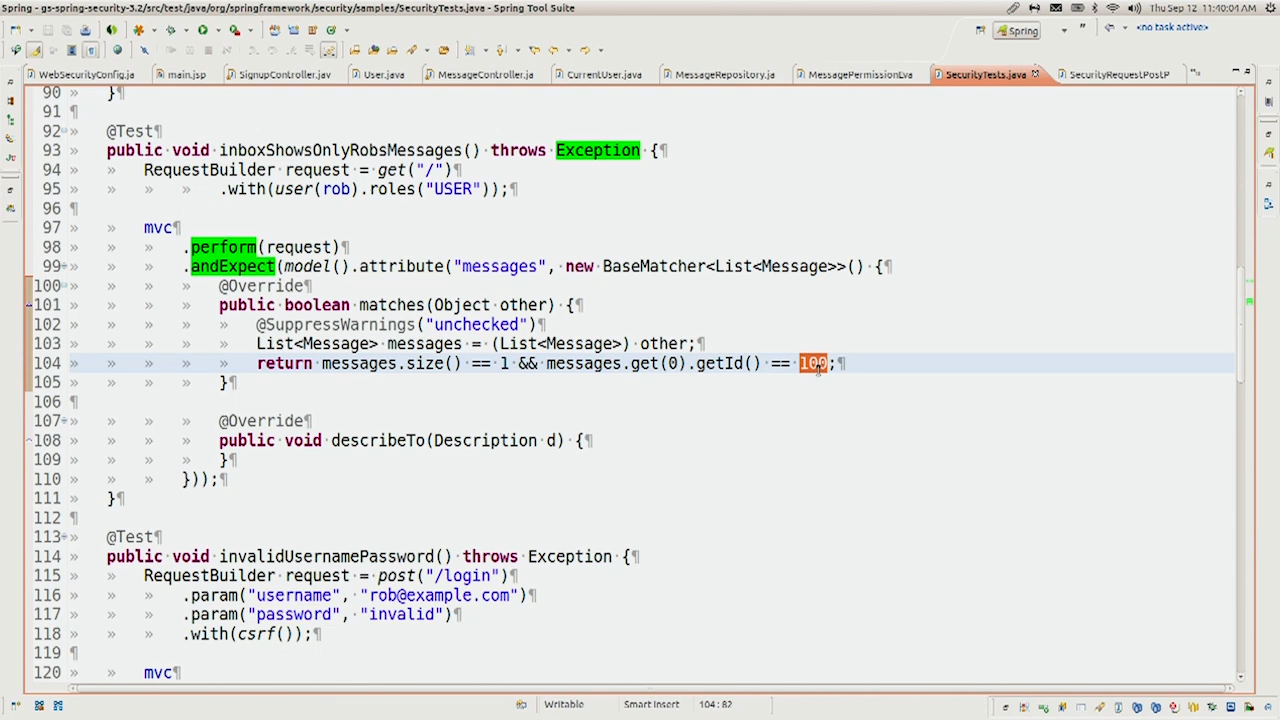 Spring - gs-spring-security-3.2/src/test/java/org/springframework/security/samples/SecurityTests.java - Spring Tool Suite
Thu Sep 12, 11:40:04 AM
Spring
<no task active>
WebSecurityConfig.ja
main.jsp
SignupController.jav
User.java
MessageController.ja
CurrentUser.java
MessageRepository.ja
MessagePermissionEva
SecurityTests.java
SecurityRequestPostP
90 » }¶
91 ¶
92 » @Test¶
93 » public void inboxShowsOnlyRobsMessages() throws Exception {¶
94 » » RequestBuilder request = get("/")¶
95 » » » » .with(user(rob).roles("USER"));¶
96 ¶
97 » » mvc¶
98 » » » .perform(request)¶
99 » » » .andExpect(model().attribute("messages", new BaseMatcher<List<Message>>() {¶
100 » » » » @Override¶
101 » » » » public boolean matches(Object other) {¶
102 » » » » » @SuppressWarnings("unchecked")¶
103 » » » » » List<Message> messages = (List<Message>) other;¶
104 » » » » » return messages.size() == 1 && messages.get(0).getId() == 100;¶
105 » » » » }¶
106 ¶
107 » » » » @Override¶
108 » » » » public void describeTo(Description d) {¶
109 » » » » }¶
110 » » » }));¶
111 » }¶
112 ¶
113 » @Test¶
114 » public void invalidUsernamePassword() throws Exception {¶
115 » » RequestBuilder request = post("/login")¶
116 » » » .param("username", "rob@example.com")¶
117 » » » .param("password", "invalid")¶
118 » » » .with(csrf());¶
119 ¶
120 » » mvc¶
Writable
Smart Insert
104 : 82